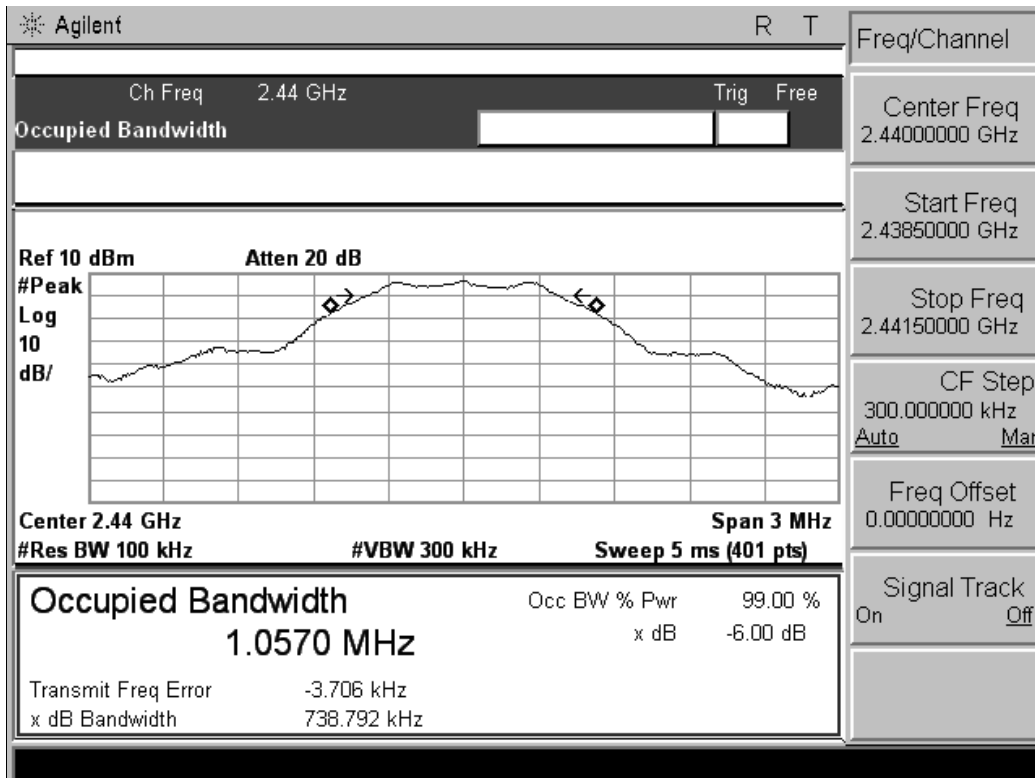 Agilent R T
Ch Freq 2.44 GHz Trig Free
Occupied Bandwidth
Ref 10 dBm Atten 20 dB
#Peak
Log
10
dB/
Center 2.44 GHz Span 3 MHz
#Res BW 100 kHz #VBW 300 kHz Sweep 5 ms (401 pts)
Occupied Bandwidth
1.0570 MHz
Occ BW % Pwr 99.00 %
x dB -6.00 dB
Transmit Freq Error -3.706 kHz
x dB Bandwidth 738.792 kHz
Freq/Channel
Center Freq
2.44000000 GHz
Start Freq
2.43850000 GHz
Stop Freq
2.44150000 GHz
CF Step
300.000000 kHz
Auto Mar
Freq Offset
0.00000000 Hz
Signal Track
On Off